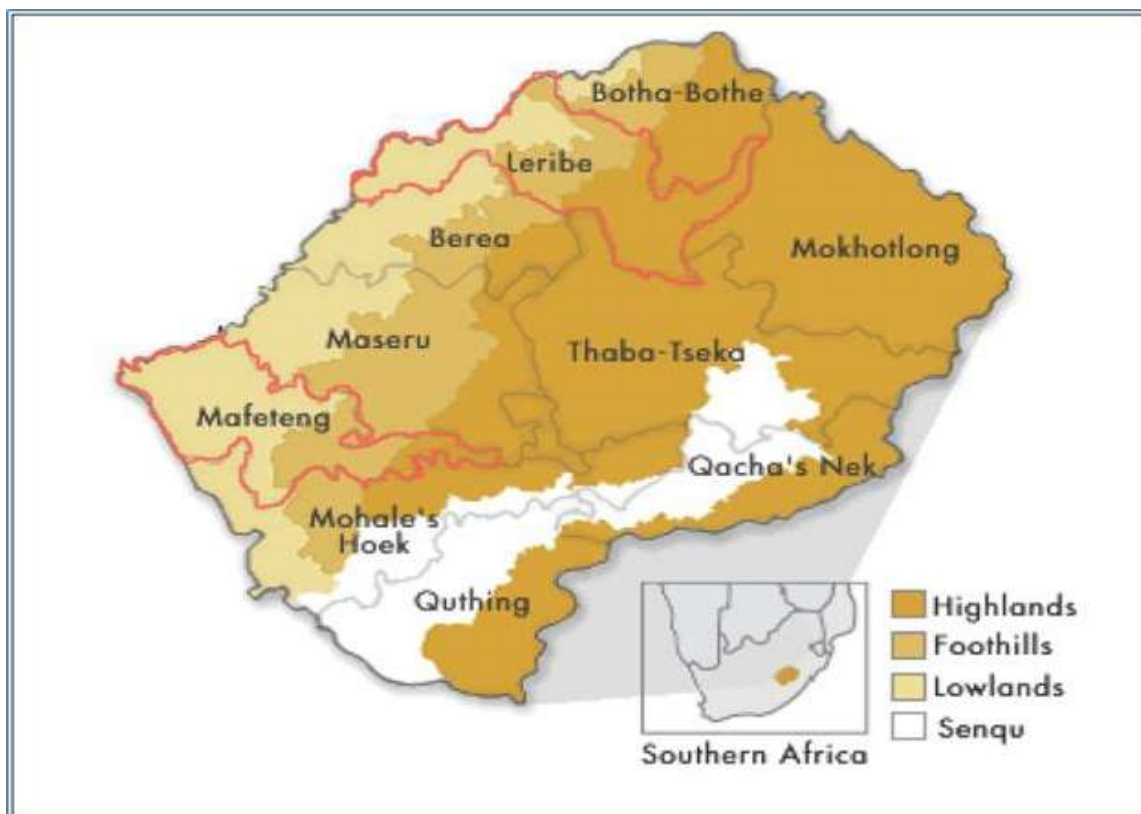 Botha-Bothe
Leribe
Berea
Mokhotlong
Maseru
Thaba-Tseka
Mafeteng
Qacha's Nek
Mohale's
Hoek
Quthing
Highlands
Foothills
Lowlands
Senqu
Southern Africa